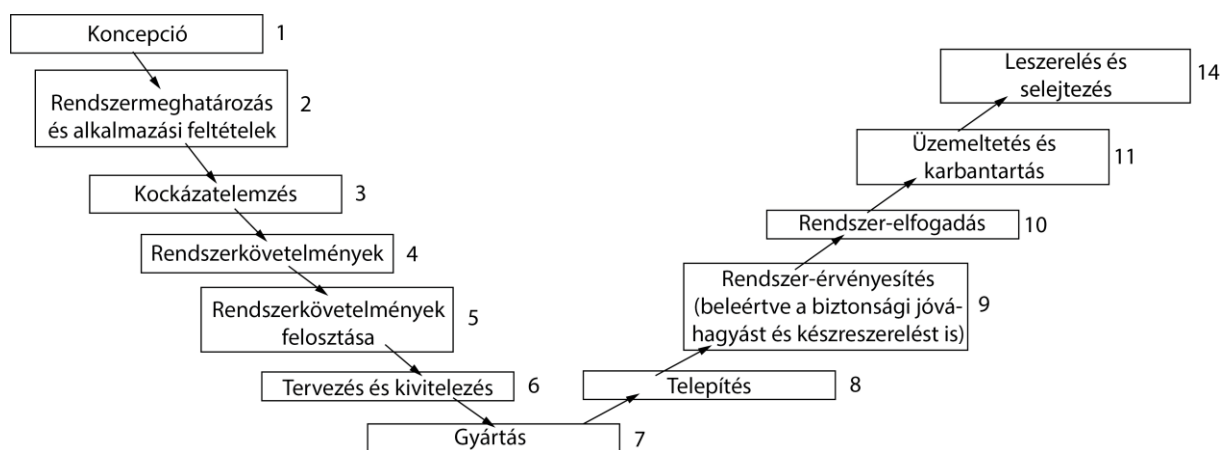 Koncepció
1
Rendszermeghatározás
és alkalmazási feltételek
2
Kockázatelemzés
3
Rendszerkövetelmények
4
Rendszerkövetelmények
felosztása
5
Tervezés és kivitelezés
6
Gyártás
7
Telepítés
8
Rendszer-érvényesítés
(beleértve a biztonsági jóvá-
hagyást és készreszerelést is)
9
Rendszer-elfogadás
10
Üzemeltetés és
karbantartás
11
Leszerelés és
selejtezés
14